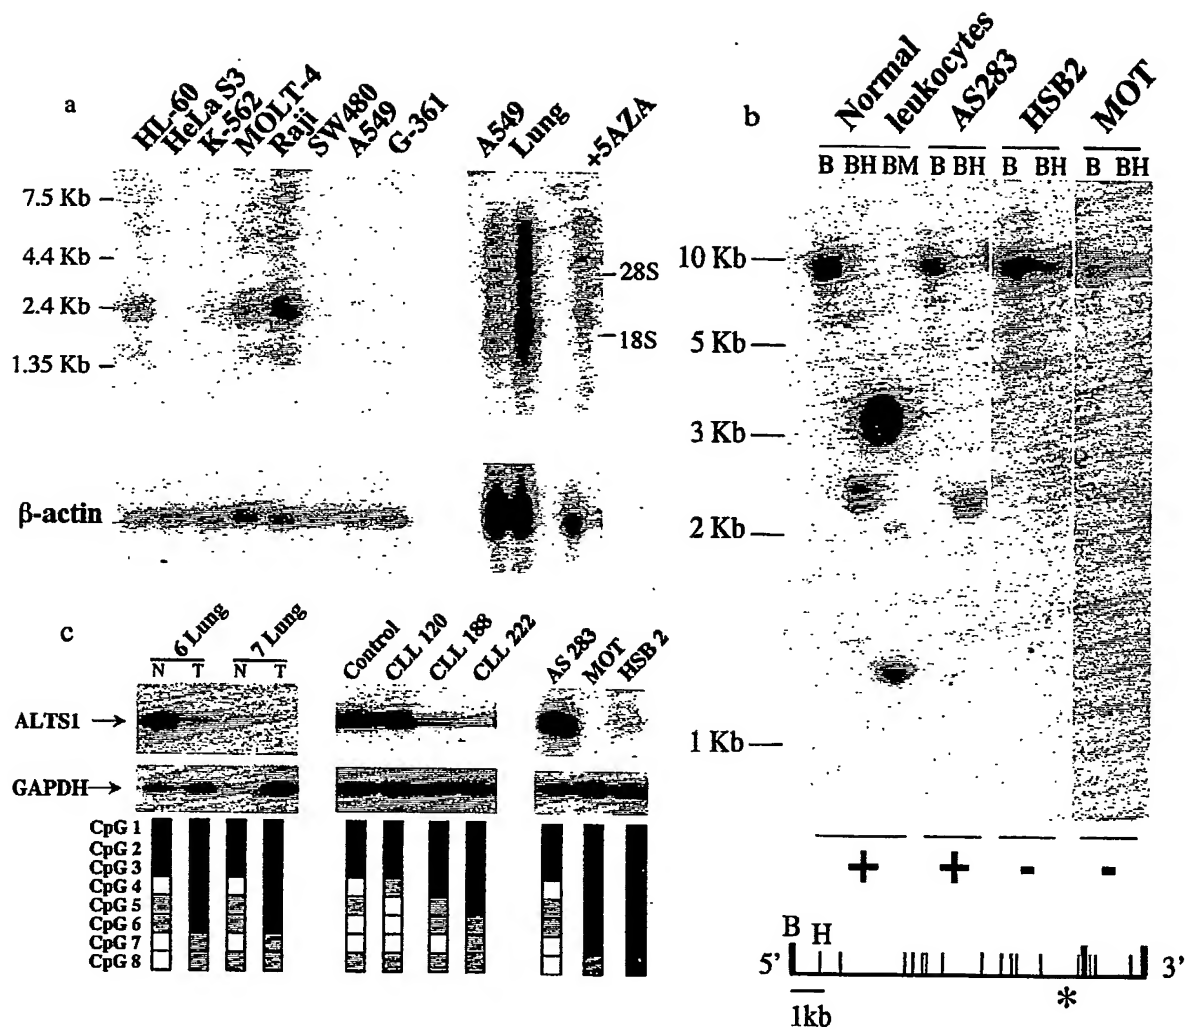 a
HL-60
HeLa S3
K-562
MOLT-4
Raji
SW480
A549
G-361
A549
Lung
+5AZA
7.5 Kb
4.4 Kb
2.4 Kb
1.35 Kb
28S
18S
β-actin
b
Normal leukocytes
AS283
HSB2
MOT
B BH BM B BH B BH B BH
10 Kb
5 Kb
3 Kb
2 Kb
1 Kb
+ + - -
B
H
5' 3'
*
1kb
c
6 Lung
7 Lung
N T N T
Control
CLL 120
CLL 188
CLL 222
AS 283
MOT
HSB 2
ALTS1 →
GAPDH →
CpG 1
CpG 2
CpG 3
CpG 4
CpG 5
CpG 6
CpG 7
CpG 8